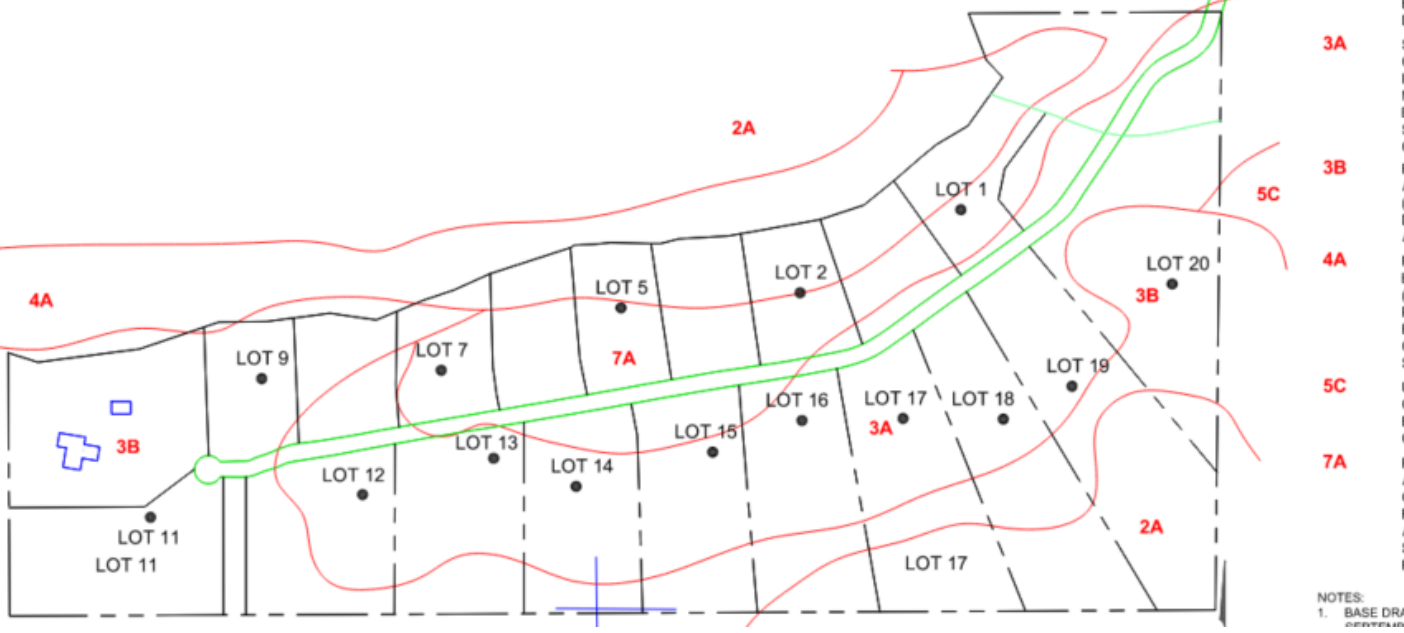 3A
2A
3B
LOT 1
5C
LOT 20
4A
LOT 2
LOT 5
4A
3B
LOT 7
LOT 9
7A
LOT 19
5C
LOT 16
LOT 17
LOT 18
3A
LOT 15
3B
LOT 13
7A
LOT 14
LOT 12
2A
LOT 11
LOT 11
LOT 17
NOTES:
1. BASE DRA